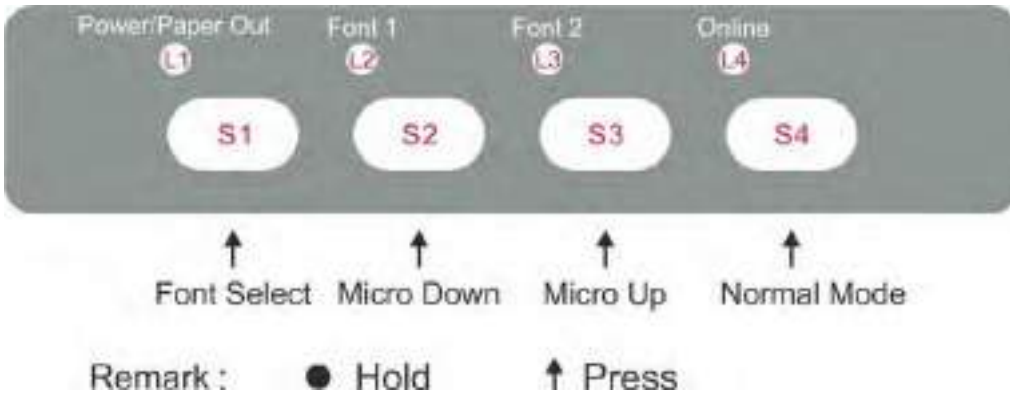 Power/Paper Out Font 1 Font 2 Online
L1 L2 L3 L4
S1 S2 S3 S4
Font Select Micro Down Micro Up Normal Mode
Remark : ● Hold ↑ Press